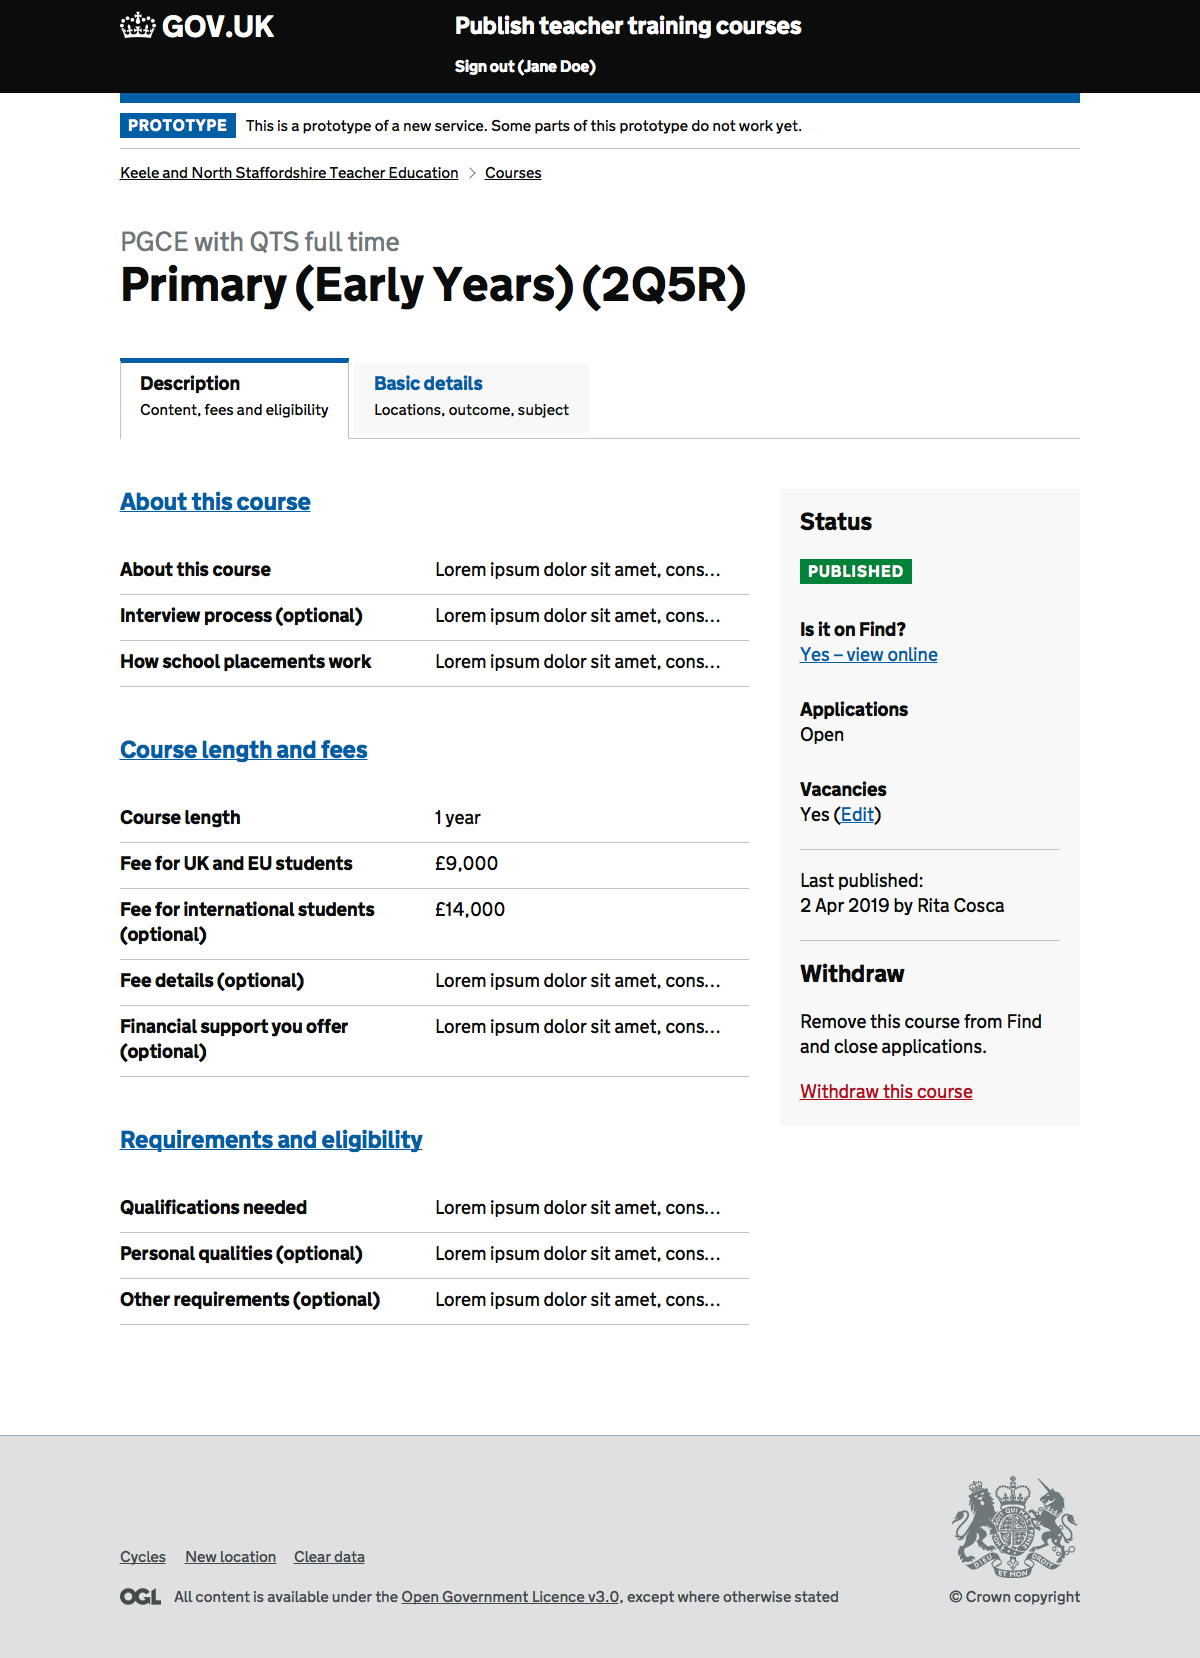 GOV.UK
Publish teacher training courses
Sign out (Jane Doe)
PROTOTYPE This is a prototype of a new service. Some parts of this prototype do not work yet.
Keele and North Staffordshire Teacher Education > Courses
PGCE with QTS full time
Primary (Early Years) (2Q5R)
Description
Content, fees and eligibility
Basic details
Locations, outcome, subject
About this course
About this course Lorem ipsum dolor sit amet, cons…
Interview process (optional) Lorem ipsum dolor sit amet, cons…
How school placements work Lorem ipsum dolor sit amet, cons…
Course length and fees
Course length 1 year
Fee for UK and EU students £9,000
Fee for international students £14,000
(optional)
Fee details (optional) Lorem ipsum dolor sit amet, cons…
Financial support you offer Lorem ipsum dolor sit amet, cons…
(optional)
Requirements and eligibility
Qualifications needed Lorem ipsum dolor sit amet, cons…
Personal qualities (optional) Lorem ipsum dolor sit amet, cons…
Other requirements (optional) Lorem ipsum dolor sit amet, cons…
Status
PUBLISHED
Is it on Find?
Yes – view online
Applications
Open
Vacancies
Yes (Edit)
Last published:
2 Apr 2019 by Rita Cosca
Withdraw
Remove this course from Find
and close applications.
Withdraw this course
Cycles New location Clear data
OGL All content is available under the Open Government Licence v3.0, except where otherwise stated
DIEU ET MON DROIT
© Crown copyright